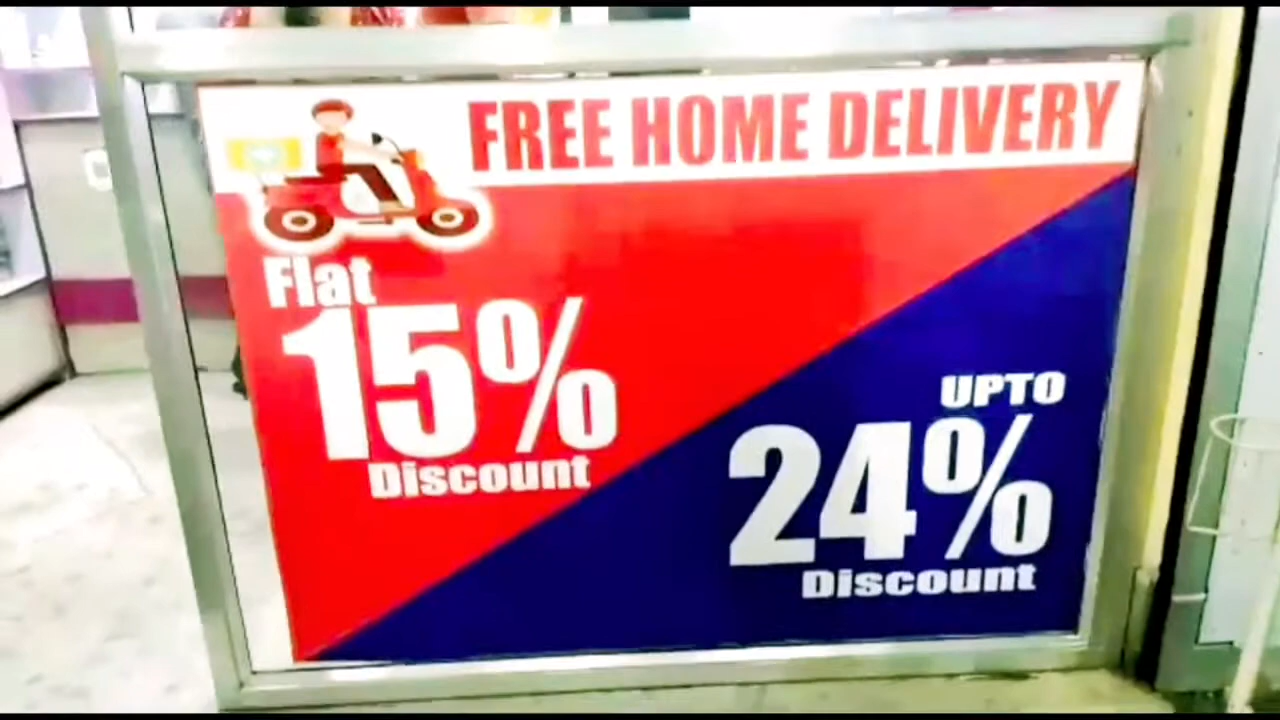 FREE HOME DELIVERY
Flat
15%
Discount
UPTO
24%
Discount